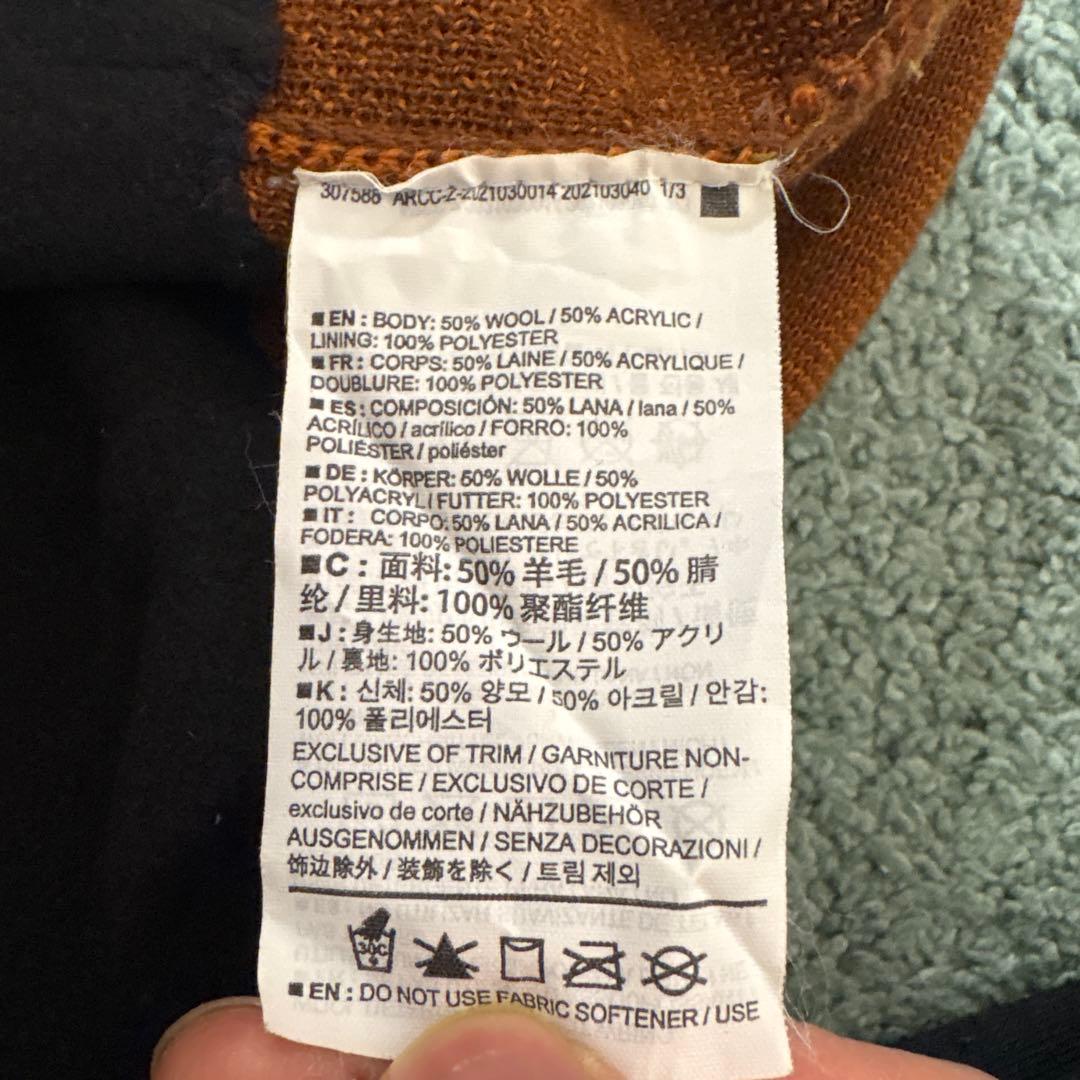 307588 ARCC-2-2021030014 202103040 1/3
EN : BODY: 50% WOOL / 50% ACRYLIC /
LINING: 100% POLYESTER
FR : CORPS: 50% LAINE / 50% ACRYLIQUE /
DOUBLURE: 100% POLYESTER
ES : COMPOSICIÓN: 50% LANA / lana / 50%
ACRÍLICO / acrílico / FORRO: 100%
POLIÉSTER / poliéster
DE : KÖRPER: 50% WOLLE / 50%
POLYACRYL / FUTTER: 100% POLYESTER
IT : CORPO: 50% LANA / 50% ACRILICA /
FODERA: 100% POLIESTERE
C : 面料: 50% 羊毛 / 50% 腈
纶 / 里料: 100% 聚酯纤维
J : 身生地: 50% ウール / 50% アクリ
ル / 裏地: 100% ポリエステル
K : 신체: 50% 양모 / 50% 아크릴 / 안감:
100% 폴리에스터
EXCLUSIVE OF TRIM / GARNITURE NON-
COMPRISE / EXCLUSIVO DE CORTE /
exclusivo de corte / NÄHZUBEHÖR
AUSGENOMMEN / SENZA DECORAZIONI /
饰边除外 / 装飾を除く / 트림 제외
30C
EN : DO NOT USE FABRIC SOFTENER / USE